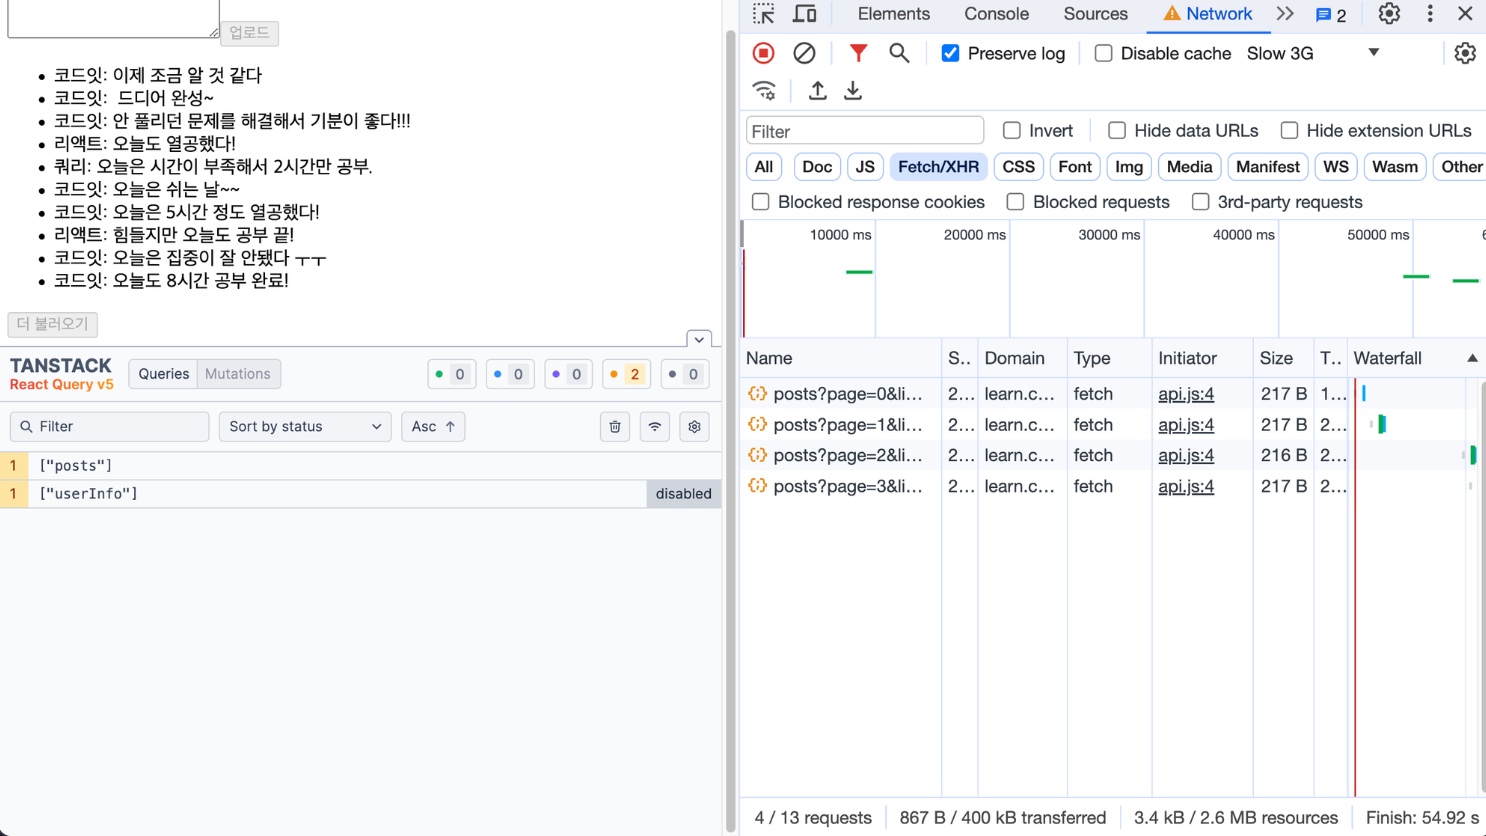 업로드
코드잇: 이제 조금 알 것 같다
코드잇:  드디어 완성~
코드잇: 안 풀리던 문제를 해결해서 기분이 좋다!!!
리액트: 오늘도 열공했다!
쿼리: 오늘은 시간이 부족해서 2시간만 공부.
코드잇: 오늘은 쉬는 날~~
코드잇: 오늘은 5시간 정도 열공했다!
리액트: 힘들지만 오늘도 공부 끝!
코드잇: 오늘은 집중이 잘 안됐다 ㅜㅜ
코드잇: 오늘도 8시간 공부 완료!
더 불러오기
TANSTACK
React Query v5
Queries Mutations
0 0 0 2 0
Filter Sort by status Asc ↑
1 ["posts"]
1 ["userInfo"] disabled
Elements Console Sources Network 2
Preserve log Disable cache Slow 3G
Filter Invert Hide data URLs Hide extension URLs
All Doc JS Fetch/XHR CSS Font Img Media Manifest WS Wasm Other
Blocked response cookies Blocked requests 3rd-party requests
10000 ms 20000 ms 30000 ms 40000 ms 50000 ms
Name S.. Domain Type Initiator Size T.. Waterfall
posts?page=0&li... 2... learn.c... fetch api.js:4 217 B 1...
posts?page=1&li... 2... learn.c... fetch api.js:4 217 B 2...
posts?page=2&li... 2... learn.c... fetch api.js:4 216 B 2...
posts?page=3&li... 2... learn.c... fetch api.js:4 217 B 2...
4 / 13 requests 867 B / 400 kB transferred 3.4 kB / 2.6 MB resources Finish: 54.92 s